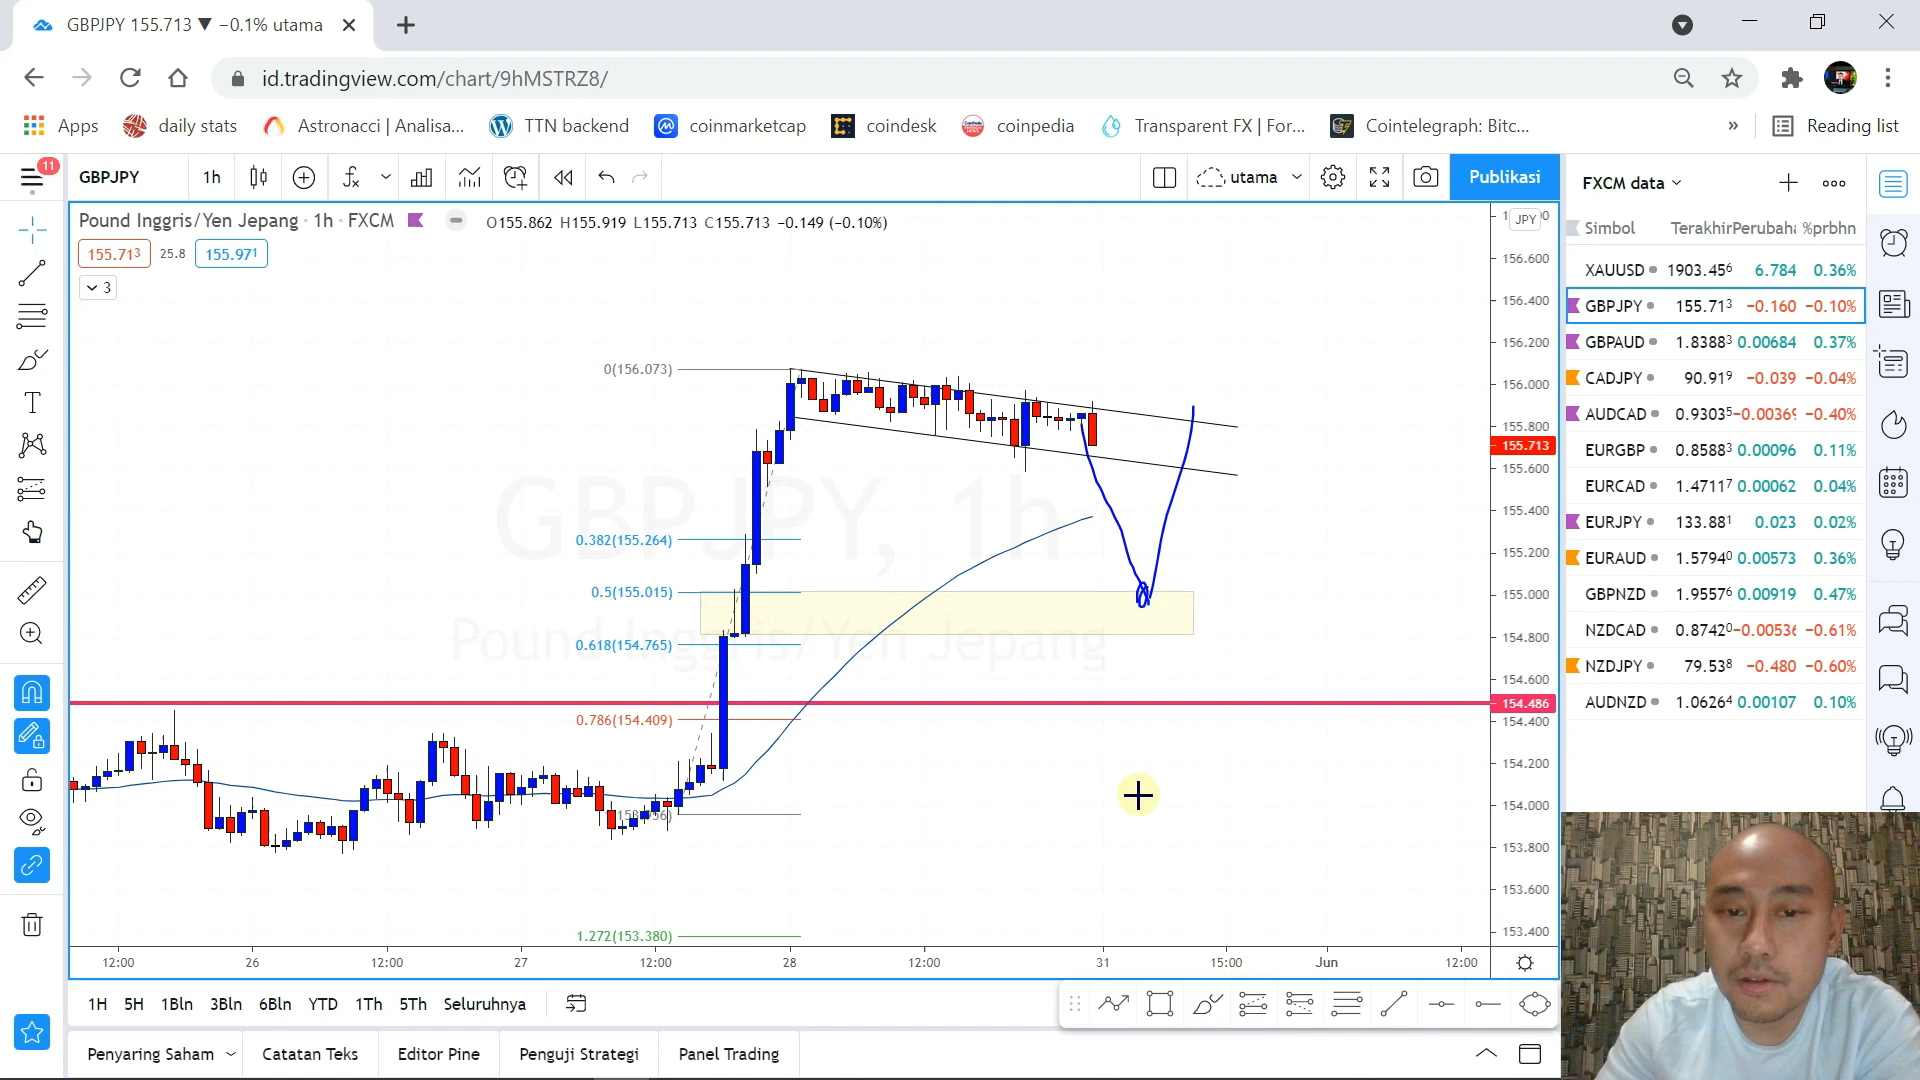 GBPJPY 155.713 ▼ −0.1% utama
id.tradingview.com/chart/9hMSTRZ8/
Apps daily stats Astronacci | Analisa... TTN backend coinmarketcap coindesk coinpedia Transparent FX | For... Cointelegraph: Bitc... » Reading list
11
GBPJPY 1h utama Publikasi
Pound Inggris/Yen Jepang · 1h · FXCM O155.862 H155.919 L155.713 C155.713 −0.149 (−0.10%)
155.713 25.8 155.971
3
GBPJPY, 1h
Pound Inggris/Yen Jepang
0(156.073)
0.382(155.264)
0.5(155.015)
0.618(154.765)
0.786(154.409)
1.272(153.380)
JPY
156.600
156.400
156.200
156.000
155.800
155.713
155.600
155.400
155.200
155.000
154.800
154.600
154.486
154.400
154.200
154.000
153.800
153.600
153.400
12:00 26 12:00 27 12:00 28 12:00 31 15:00 Jun 12:00
1H 5H 1Bln 3Bln 6Bln YTD 1Th 5Th Seluruhnya
Penyaring Saham Catatan Teks Editor Pine Penguji Strategi Panel Trading
FXCM data
Simbol Terakhir Perubaha %prbhn
XAUUSD 1903.456 6.784 0.36%
GBPJPY 155.713 −0.160 −0.10%
GBPAUD 1.83883 0.00684 0.37%
CADJPY 90.919 −0.039 −0.04%
AUDCAD 0.93035 −0.00369 −0.40%
EURGBP 0.85883 0.00096 0.11%
EURCAD 1.47117 0.00062 0.04%
EURJPY 133.881 0.023 0.02%
EURAUD 1.57940 0.00573 0.36%
GBPNZD 1.95576 0.00919 0.47%
NZDCAD 0.87420 −0.00536 −0.61%
NZDJPY 79.538 −0.480 −0.60%
AUDNZD 1.06264 0.00107 0.10%